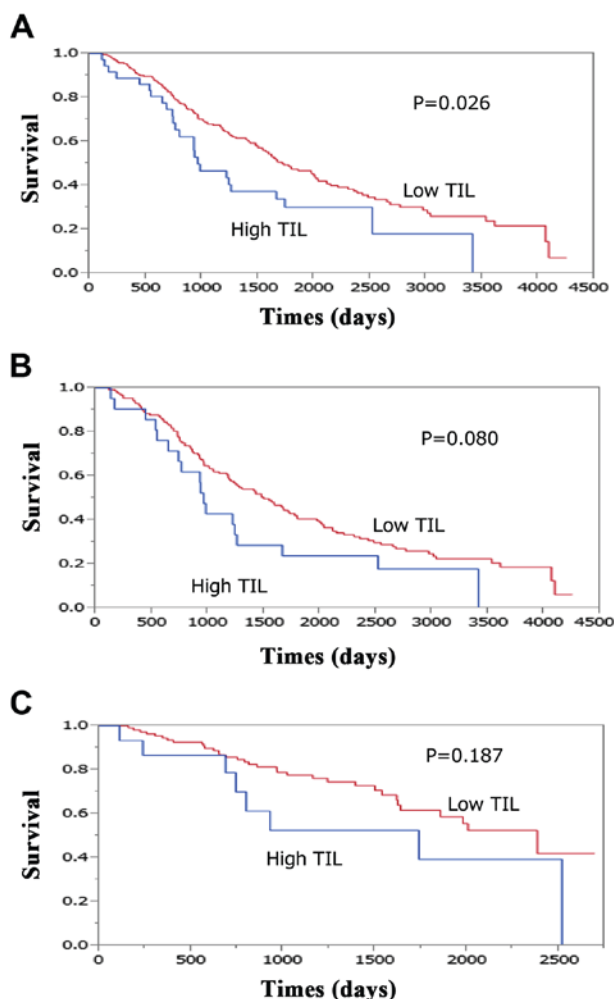 A
1.0
0.8
0.6
0.4
0.2
0.0
Survival
P=0.026
Low TIL
High TIL
0 500 1000 1500 2000 2500 3000 3500 4000 4500
Times (days)
B
1.0
0.8
0.6
0.4
0.2
0.0
Survival
P=0.080
Low TIL
High TIL
0 500 1000 1500 2000 2500 3000 3500 4000 4500
Times (days)
C
1.0
0.8
0.6
0.4
0.2
0.0
Survival
P=0.187
Low TIL
High TIL
0 500 1000 1500 2000 2500
Times (days)